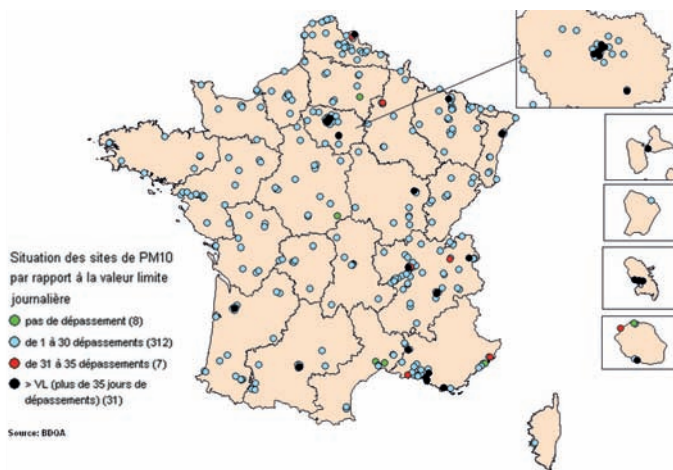 Situation des sites de PM10
par rapport à la valeur limite
journalière
pas de dépassement (8)
de 1 à 30 dépassements (312)
de 31 à 35 dépassements (7)
> VL (plus de 35 jours de
dépassements) (31)
Source: BDQA